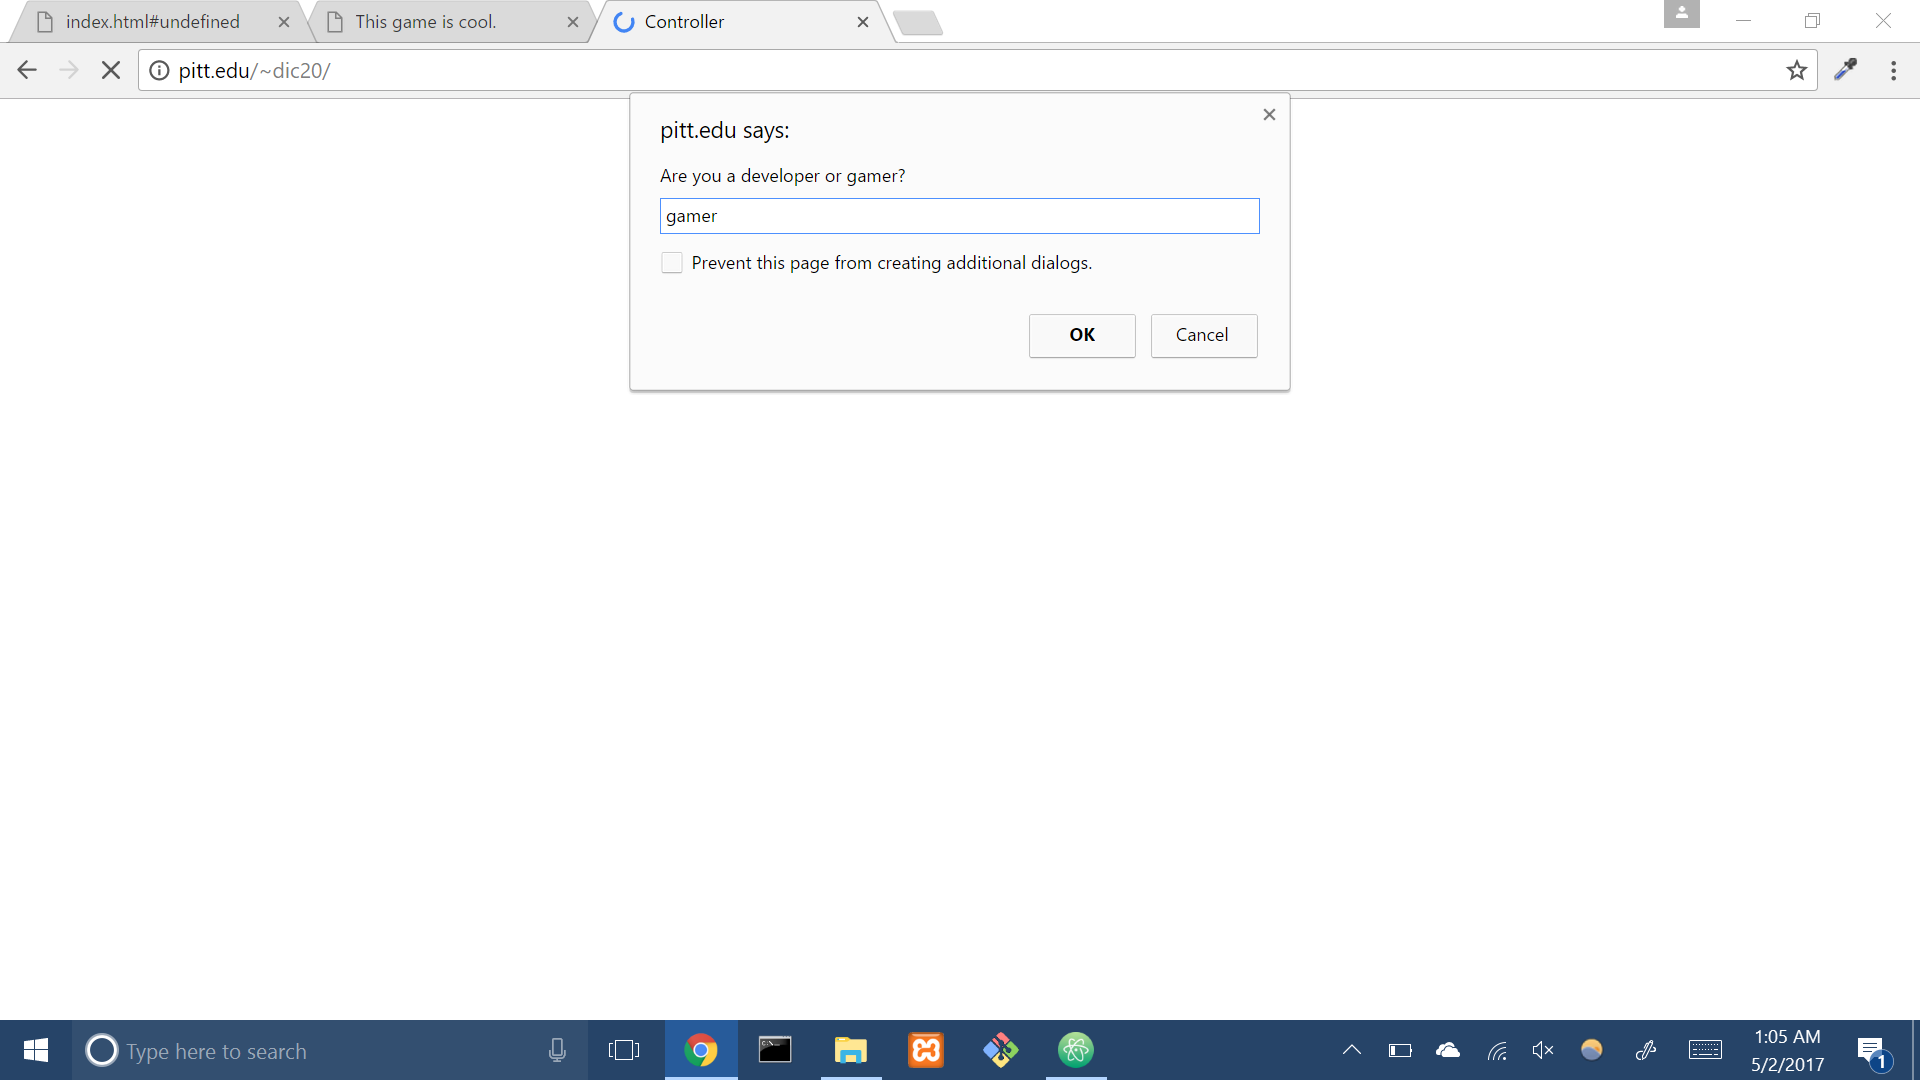 index.html#undefined
This game is cool.
Controller
pitt.edu/~dic20/
pitt.edu says:
Are you a developer or gamer?
gamer
Prevent this page from creating additional dialogs.
OK
Cancel
Type here to search
1:05 AM
5/2/2017
1